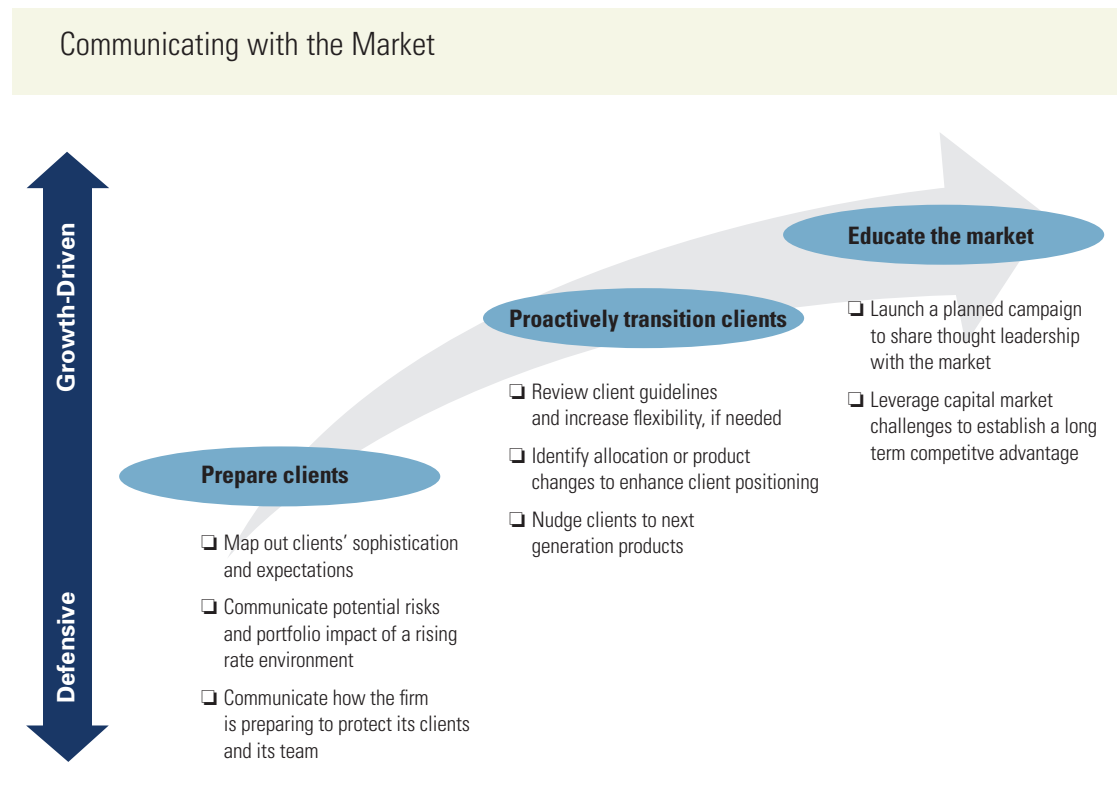 Communicating with the Market
Growth-Driven
Defensive
Prepare clients
❏ Map out clients’ sophistication
and expectations
❏ Communicate potential risks
and portfolio impact of a rising
rate environment
❏ Communicate how the firm
is preparing to protect its clients
and its team
Proactively transition clients
❏ Review client guidelines
and increase flexibility, if needed
❏ Identify allocation or product
changes to enhance client positioning
❏ Nudge clients to next
generation products
Educate the market
❏ Launch a planned campaign
to share thought leadership
with the market
❏ Leverage capital market
challenges to establish a long
term competitve advantage